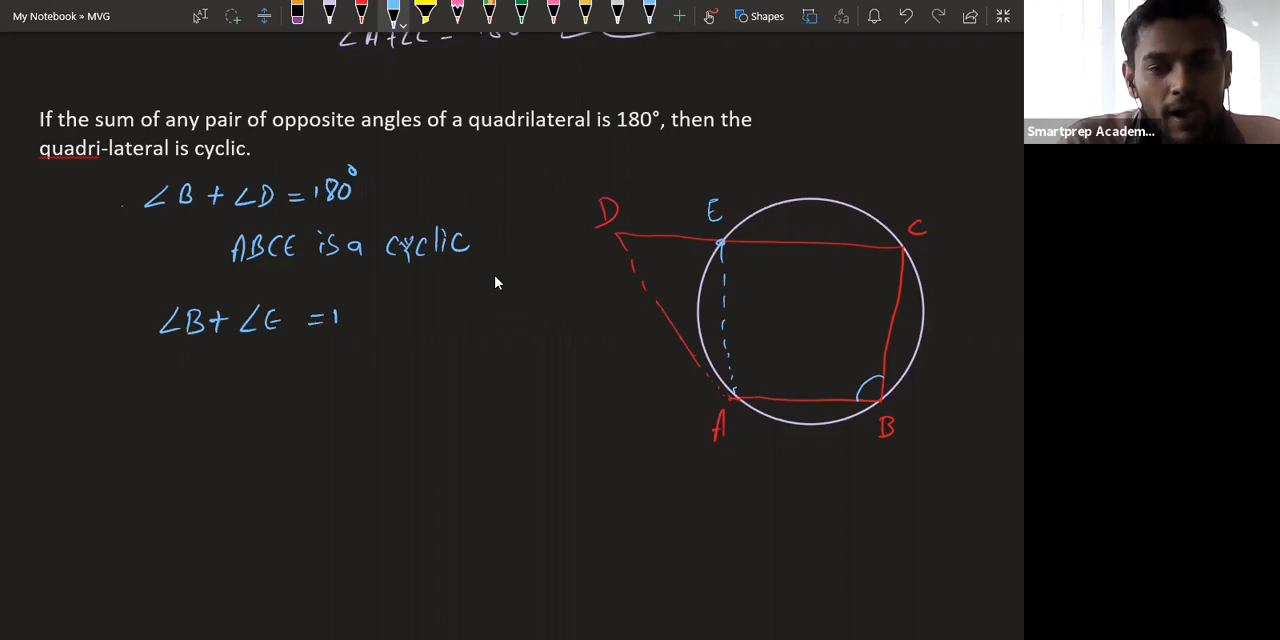 My Notebook » MVG
Shapes
∠A+∠C = 180
If the sum of any pair of opposite angles of a quadrilateral is 180°, then the
quadri-lateral is cyclic.
∠B + ∠D = 180°
ABCE is a cyclic
∠B + ∠E = 1
D
E
C
A
B
Smartprep Academ...